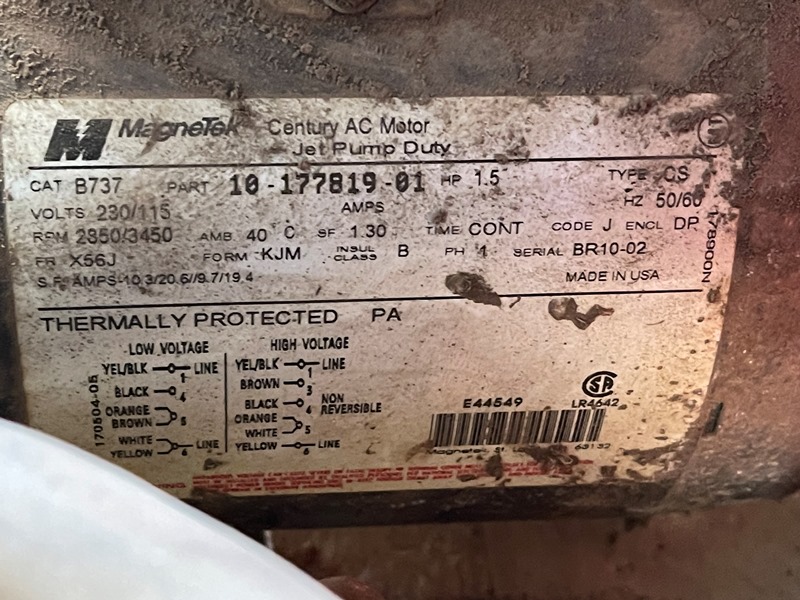 MagneTek Century AC Motor
Jet Pump Duty
CAT B737 PART 10-177819-01 HP 1.5 TYPE CS
VOLTS 230/115 AMPS HZ 50/60
RPM 2850/3450 AMB 40°C SF 1.30 TIME CONT CODE J ENCL DP
FR X56J FORM KJM INSUL CLASS B PH 1 SERIAL BR10-02
S.F. AMPS-10.3/20.6//9.7/19.4 MADE IN USA
178900N
THERMALLY PROTECTED PA
LOW VOLTAGE
YEL/BLK 1 LINE
BLACK 4
ORANGE
BROWN 5
WHITE
YELLOW 6 LINE
170504-05
HIGH VOLTAGE
YEL/BLK 1 LINE
BROWN 3
BLACK 4
NON REVERSIBLE
ORANGE
WHITE 5
YELLOW 6 LINE
E44549
SA
LR4642
Magnetek, St. 63132